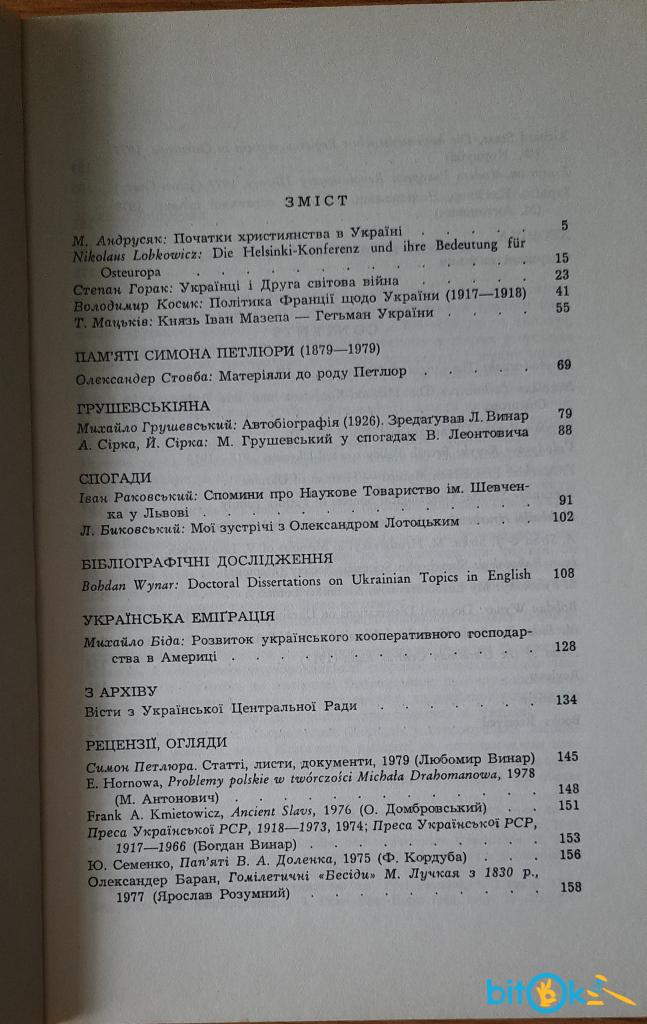 ЗМІСТ
М. Андрусяк: Початки християнства в Україні . . . . . 5
Nikolaus Lobkowicz: Die Helsinki-Konferenz und ihre Bedeutung für
Osteuropa . . . . . . . . . . . . . . 15
Степан Горак: Українці і Друга світова війна . . . . . 23
Володимир Косик: Політика Франції щодо України (1917—1918) 41
Т. Мацьків: Князь Іван Мазепа — Гетьман України . . . . 55
ПАМ'ЯТІ СИМОНА ПЕТЛЮРИ (1879—1979)
Олександер Стовба: Матеріяли до роду Петлюр . . . . . 69
ГРУШЕВСЬКІЯНА
Михайло Грушевський: Автобіографія (1926). Зредаґував Л. Винар 79
А. Сірка, Й. Сірка: М. Грушевський у спогадах В. Леонтовича 88
СПОГАДИ
Іван Раковський: Спомини про Наукове Товариство ім. Шевчен-
ка у Львові . . . . . . . . . . . . . . 91
Л. Биковський: Мої зустрічі з Олександром Лотоцьким . . . 102
БІБЛІОГРАФІЧНІ ДОСЛІДЖЕННЯ
Bohdan Wynar: Doctoral Dissertations on Ukrainian Topics in English 108
УКРАЇНСЬКА ЕМІҐРАЦІЯ
Михайло Біда: Розвиток українського кооперативного господар-
ства в Америці . . . . . . . . . . . . . 128
З АРХІВУ
Вісти з Української Центральної Ради . . . . . . 134
РЕЦЕНЗІЇ, ОГЛЯДИ
Симон Петлюра. Статті, листи, документи, 1979 (Любомир Винар) 145
E. Hornowa, Problemy polskie w twórczości Michała Drahomanowa, 1978
(М. Антонович) . . . . . . . . . . . . . 148
Frank A. Kmietowicz, Ancient Slavs, 1976 (О. Домбровський) . . 151
Преса Української РСР, 1918—1973, 1974; Преса Української РСР,
1917—1966 (Богдан Винар) . . . . . . . . . . 153
Ю. Семенко, Пап'яті В. А. Доленка, 1975 (Ф. Кордуба) . . . 156
Олександер Баран, Гомілетичні «Бесіди» М. Лучкая з 1830 р.,
1977 (Ярослав Розумний) . . . . . . . . . . 158
bitok